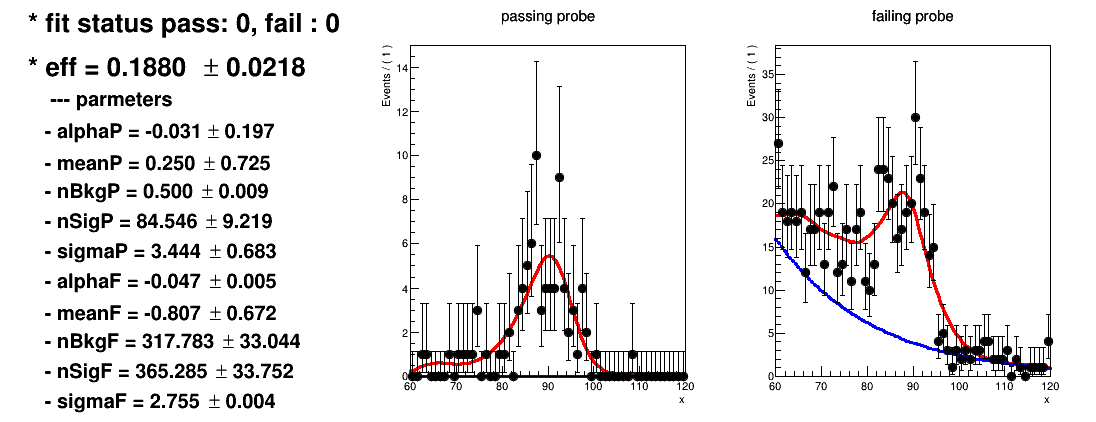 * fit status pass: 0, fail : 0
* eff = 0.1880 ± 0.0218
--- parmeters
- alphaP = -0.031 ± 0.197
- meanP = 0.250 ± 0.725
- nBkgP = 0.500 ± 0.009
- nSigP = 84.546 ± 9.219
- sigmaP = 3.444 ± 0.683
- alphaF = -0.047 ± 0.005
- meanF = -0.807 ± 0.672
- nBkgF = 317.783 ± 33.044
- nSigF = 365.285 ± 33.752
- sigmaF = 2.755 ± 0.004
passing probe
Events / ( 1 )
14
12
10
8
6
4
2
0
60 70 80 90 100 110 120
x
failing probe
Events / ( 1 )
35
30
25
20
15
10
5
0
60 70 80 90 100 110 120
x